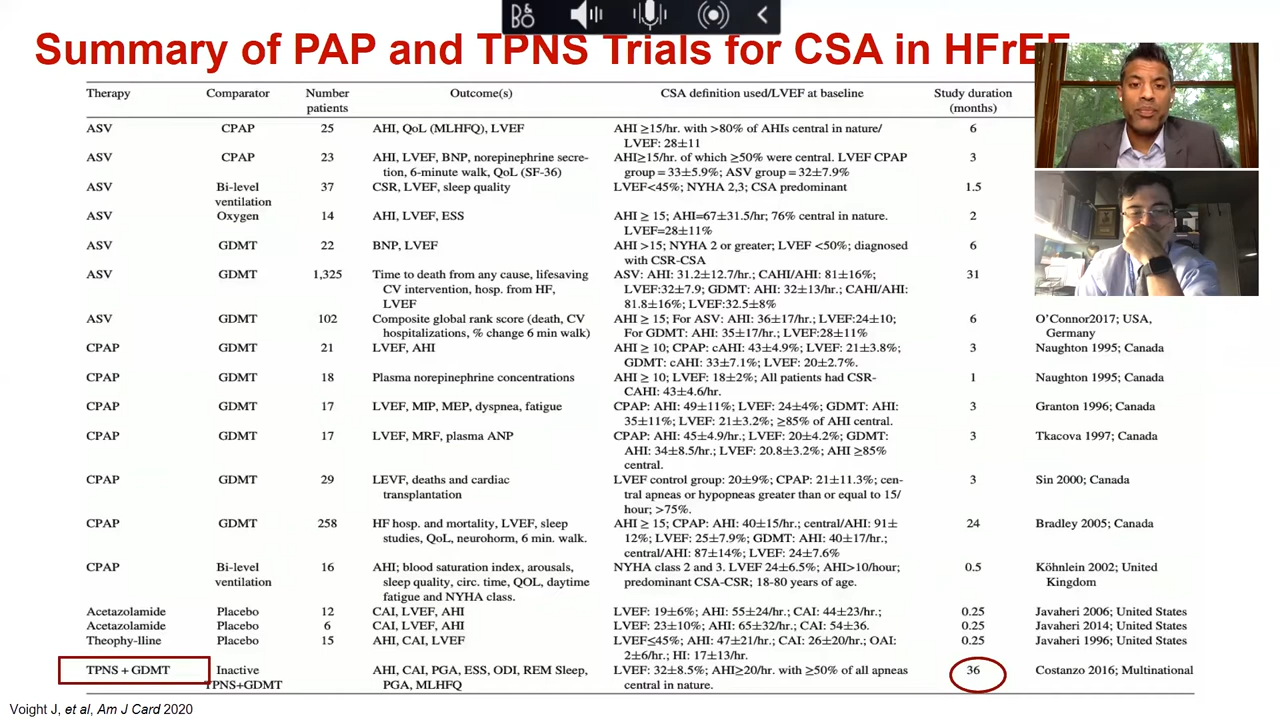 B&O
Summary of PAP and TPNS Trials for CSA in HFrEF
Therapy Comparator Number patients Outcome(s) CSA definition used/LVEF at baseline Study duration (months)
ASV CPAP 25 AHI, QoL (MLHFQ), LVEF AHI ≥15/hr. with >80% of AHIs central in nature/
LVEF: 28±11 6
ASV CPAP 23 AHI, LVEF, BNP, norepinephrine secre-
tion, 6-minute walk, QoL (SF-36) AHI≥15/hr. of which ≥50% were central. LVEF CPAP
group = 33±5.9%; ASV group = 32±7.9% 3
ASV Bi-level
ventilation 37 CSR, LVEF, sleep quality LVEF<45%; NYHA 2,3; CSA predominant 1.5
ASV Oxygen 14 AHI, LVEF, ESS AHI ≥ 15; AHI=67±31.5/hr; 76% central in nature.
LVEF=28±11% 2
ASV GDMT 22 BNP, LVEF AHI >15; NYHA 2 or greater; LVEF <50%; diagnosed
with CSR-CSA 6
ASV GDMT 1,325 Time to death from any cause, lifesaving
CV intervention, hosp. from HF,
LVEF ASV: AHI: 31.2±12.7/hr.; CAHI/AHI: 81±16%;
LVEF:32±7.9; GDMT: AHI: 32±13/hr.; CAHI/AHI:
81.8±16%; LVEF:32.5±8% 31
ASV GDMT 102 Composite global rank score (death, CV
hospitalizations, % change 6 min walk) AHI ≥ 15; For ASV: AHI: 36±17/hr.; LVEF:24±10;
For GDMT: AHI: 35±17/hr.; LVEF:28±11% 6 O'Connor2017; USA,
Germany
CPAP GDMT 21 LVEF, AHI AHI ≥ 10; CPAP: cAHI: 43±4.9%; LVEF: 21±3.8%;
GDMT: cAHI: 33±7.1%; LVEF: 20±2.7%. 3 Naughton 1995; Canada
CPAP GDMT 18 Plasma norepinephrine concentrations AHI ≥ 10; LVEF: 18±2%; All patients had CSR-
CAHI: 43±4.6/hr. 1 Naughton 1995; Canada
CPAP GDMT 17 LVEF, MIP, MEP, dyspnea, fatigue CPAP: AHI: 49±11%; LVEF: 24±4%; GDMT: AHI:
35±11%; LVEF: 21±3.2%; ≥85% of AHI central. 3 Granton 1996; Canada
CPAP GDMT 17 LVEF, MRF, plasma ANP CPAP: AHI: 45±4.9/hr.; LVEF: 20±4.2%; GDMT:
AHI: 34±8.5/hr.; LVEF: 20.8±3.2%; AHI ≥85%
central. 3 Tkacova 1997; Canada
CPAP GDMT 29 LEVF, deaths and cardiac
transplantation LVEF control group: 20±9%; CPAP: 21±11.3%; cen-
tral apneas or hypopneas greater than or equal to 15/
hour; >75%. 3 Sin 2000; Canada
CPAP GDMT 258 HF hosp. and mortality, LVEF, sleep
studies, QoL, neurohorm, 6 min. walk. AHI ≥ 15; CPAP: AHI: 40±15/hr.; central/AHI: 91±
12%; LVEF: 25±7.9%; GDMT: AHI: 40±17/hr.;
central/AHI: 87±14%; LVEF: 24±7.6% 24 Bradley 2005; Canada
CPAP Bi-level
ventilation 16 AHI; blood saturation index, arousals,
sleep quality, circ. time, QOL, daytime
fatigue and NYHA class. NYHA class 2 and 3. LVEF 24±6.5%; AHI>10/hour;
predominant CSA-CSR; 18-80 years of age. 0.5 Köhnlein 2002; United
Kingdom
Acetazolamide Placebo 12 CAI, LVEF, AHI LVEF: 19±6%; AHI: 55±24/hr.; CAI: 44±23/hr.; 0.25 Javaheri 2006; United States
Acetazolamide Placebo 6 CAI, LVEF, AHI LVEF: 23±10%; AHI: 65±32/hr.; CAI: 54±36. 0.25 Javaheri 2014; United States
Theophy-lline Placebo 15 AHI, CAI, LVEF LVEF≤45%; AHI: 47±21/hr.; CAI: 26±20/hr.; OAI:
2±6/hr.; HI: 17±13/hr. 0.25 Javaheri 1996; United States
TPNS + GDMT Inactive
TPNS+GDMT AHI, CAI, PGA, ESS, ODI, REM Sleep,
PGA, MLHFQ LVEF: 32±8.5%; AHI≥20/hr. with ≥50% of all apneas
central in nature. 36 Costanzo 2016; Multinational
Voight J, et al, Am J Card 2020